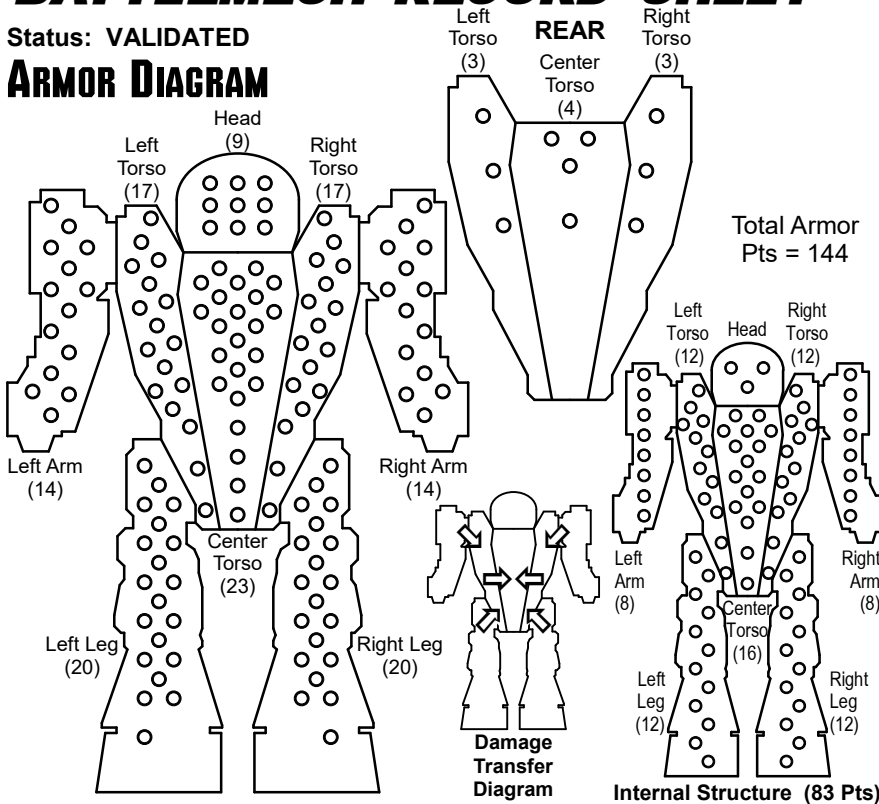 BATTLEMECH RECORD SHEET
Status: VALIDATED
ARMOR DIAGRAM
Head
(9)
Left
Torso
(17)
Right
Torso
(17)
Left Arm
(14)
Right Arm
(14)
Center
Torso
(23)
Left Leg
(20)
Right Leg
(20)
Left
Torso
(3)
REAR
Center
Torso
(4)
Right
Torso
(3)
Total Armor
Pts = 144
Left
Torso
(12)
Head
Right
Torso
(12)
Left
Arm
(8)
Right
Arm
(8)
Center
Torso
(16)
Left
Leg
(12)
Right
Leg
(12)
Damage
Transfer
Diagram
Internal Structure (83 Pts)